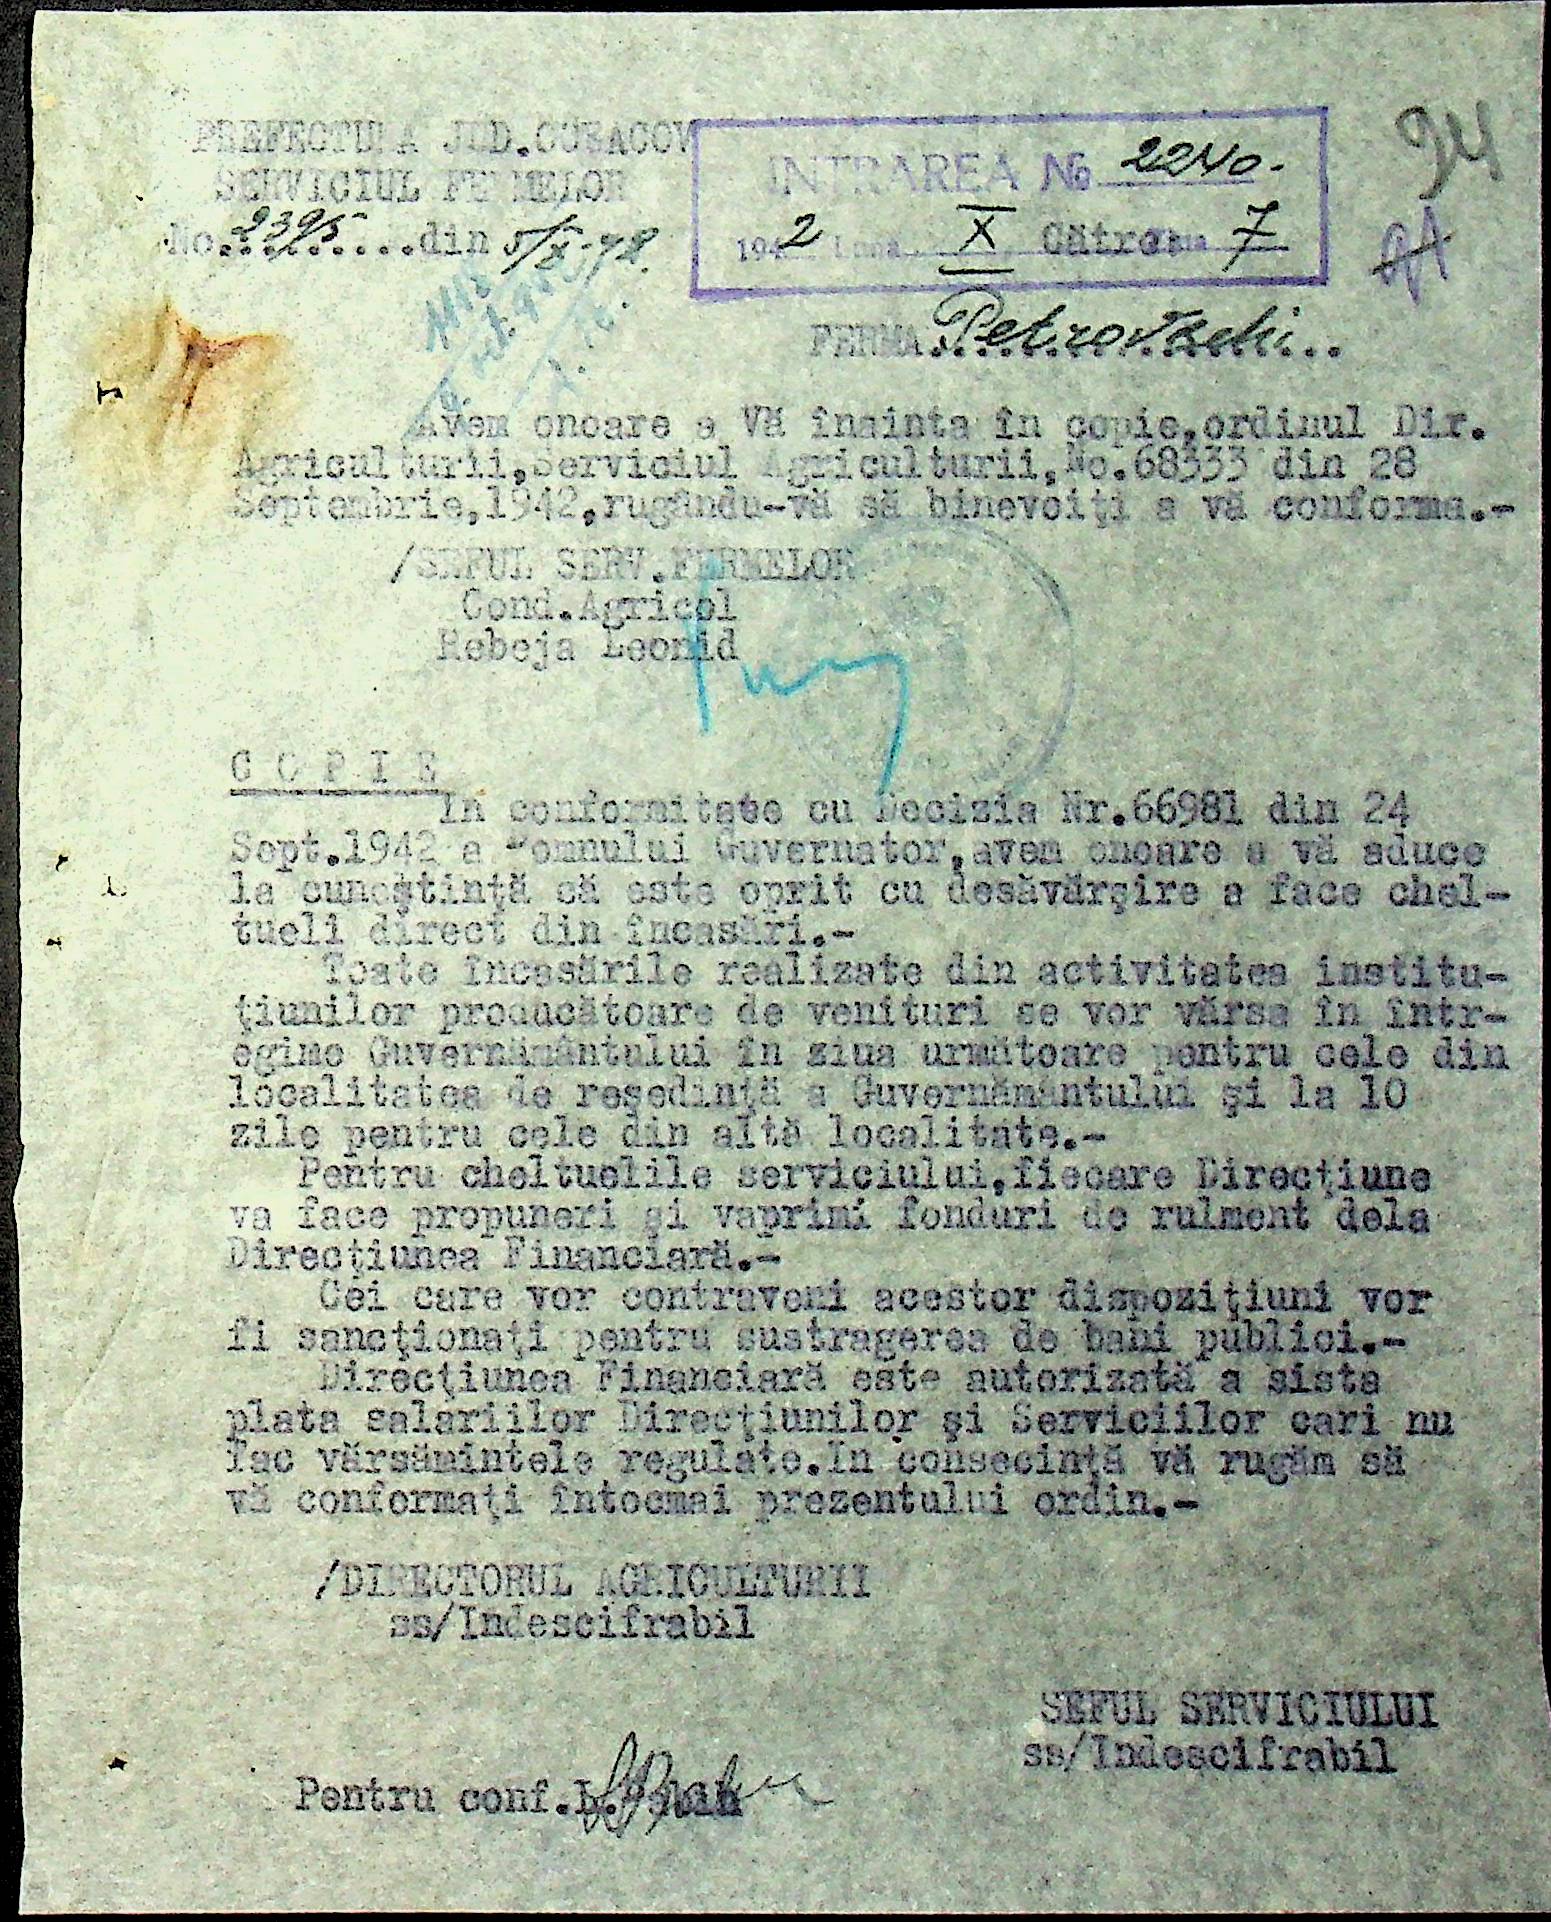 PREFECTURA JUD.COVACOV
SERVICIUL FERMELOR
No.2395.....din 5/X-42.
INTRAREA No 2240.-
1942 Luna X Ziua 7
Către
94
FERMA.Petrovschi..
Avem onoare a Vă înainta în copie,ordinul Dir.
Agriculturii,Serviciul Agriculturii,No.68333 din 28
Septembrie,1942,rugându-vă să binevoiţi a vă conforma.-
/SEFUL SERV.FERMELOR
Cond.Agricol
Rebeja Leonid
C O P I E
In conformitate cu Decizia Nr.66981 din 24
Sept.1942 a Domnului Guvernator,avem onoare a vă aduce
la cunoştinţă că este oprit cu desăvărşire a face chel-
tueli direct din încasări.-
Toate încasările realizate din activitatea institu-
ţiunilor producătoare de venituri se vor vărsa în într-
egime Guvernământului în ziua următoare pentru cele din
localitatea de reşedinţă a Guvernământului şi la 10
zile pentru cele din altă localitate.-
Pentru cheltuelile serviciului,fiecare Direcţiune
va face propuneri şi vaprimi fonduri de rulment dela
Direcţiunea Financiară.-
Cei care vor contraveni acestor dispoziţiuni vor
fi sancţionaţi pentru sustragerea de bani publici.-
Direcţiunea Financiară este autorizată a sista
plata salariilor Direcţiunilor şi Serviciilor cari nu
fac vărsămintele regulate.In consecinţă vă rugăm să
vă conformaţi întocmai prezentului ordin.-
/DIRECTORUL AGRICULTURII
ss/Indescifrabil
SEFUL SERVICIULUI
ss/Indescifrabil
Pentru conf.